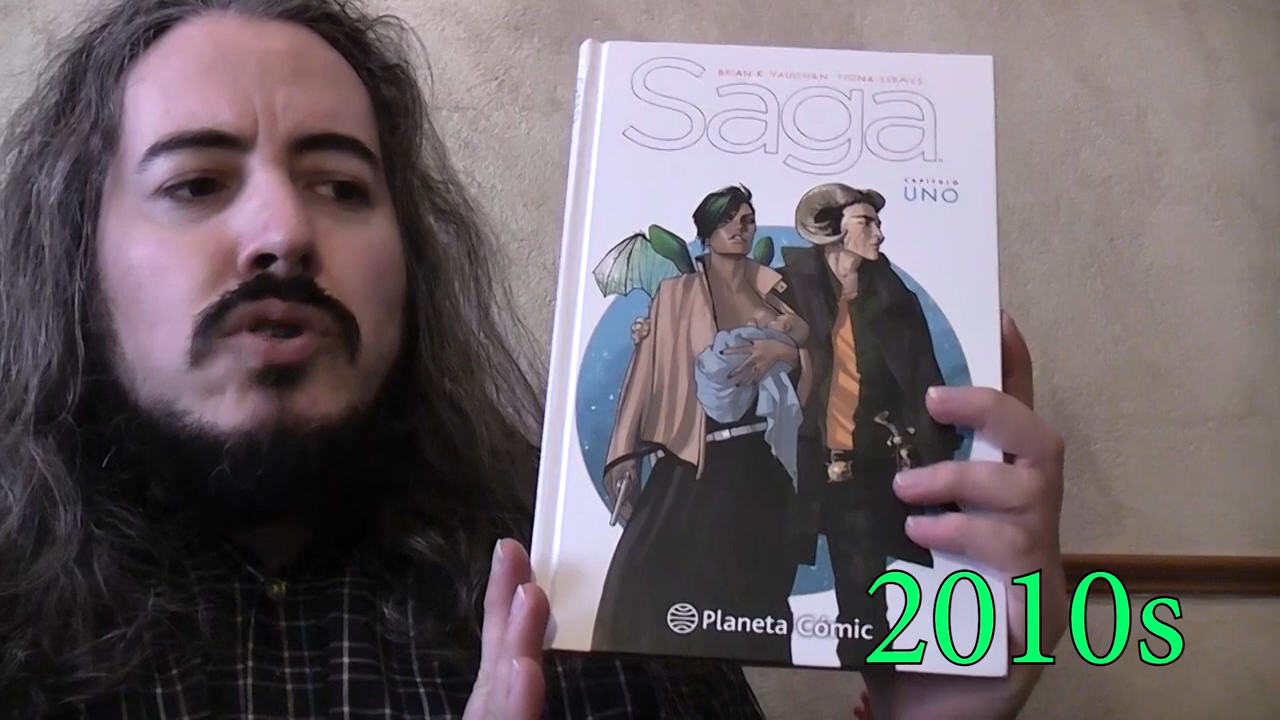 BRIAN K. VAUGHAN FIONA STAPLES
Saga
CAPÍTULO
UNO
Planeta Cómic
2010s